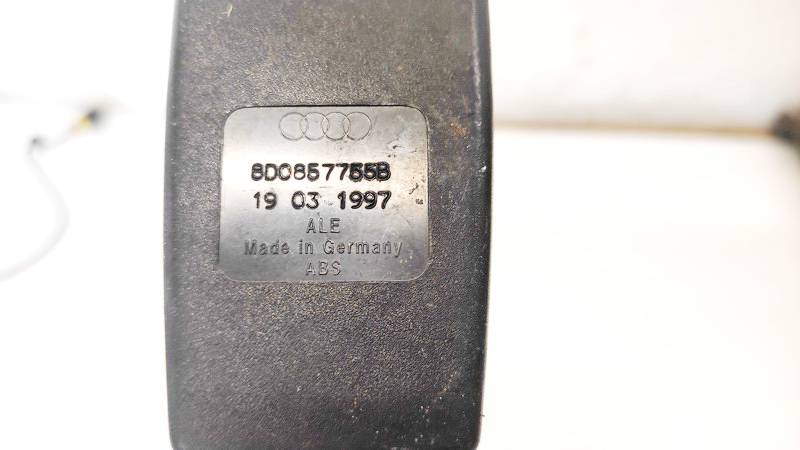 8D0857755B
19 03 1997
ALE
Made in Germany
ABS